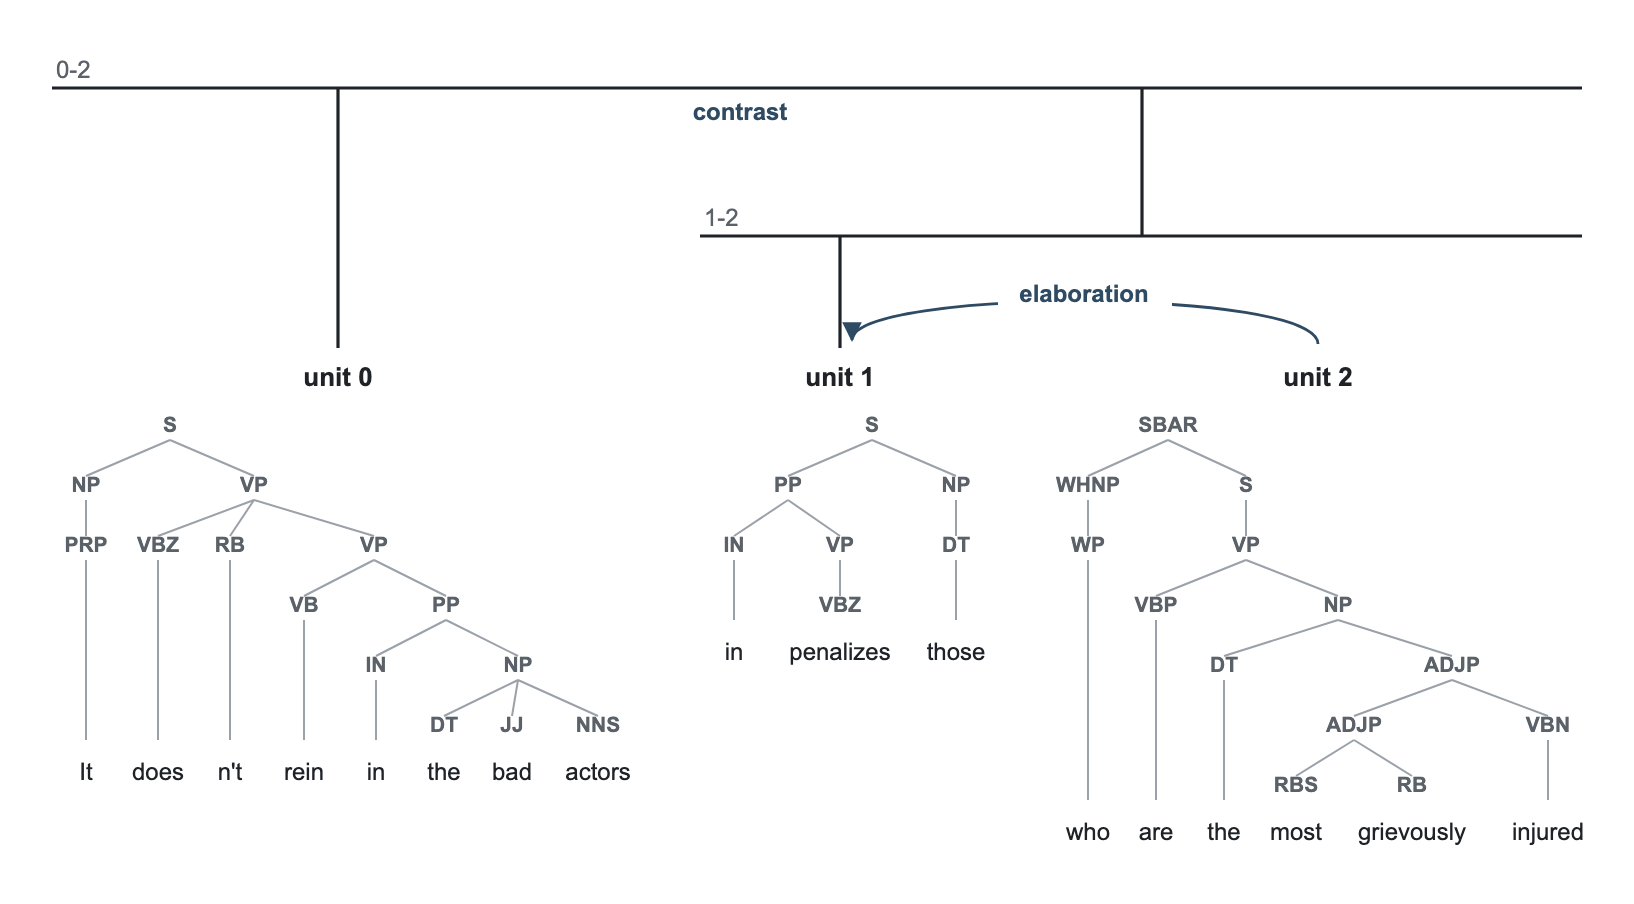 0-2
contrast
1-2
elaboration
unit 0 unit 1 unit 2
S S SBAR
NP VP PP NP WHNP S
PRP VBZ RB VP IN VP DT WP VP
VB PP VBZ VBP NP
in penalizes those
IN NP DT ADJP
DT JJ NNS ADJP VBN
It does n't rein in the bad actors
RBS RB
who are the most grievously injured